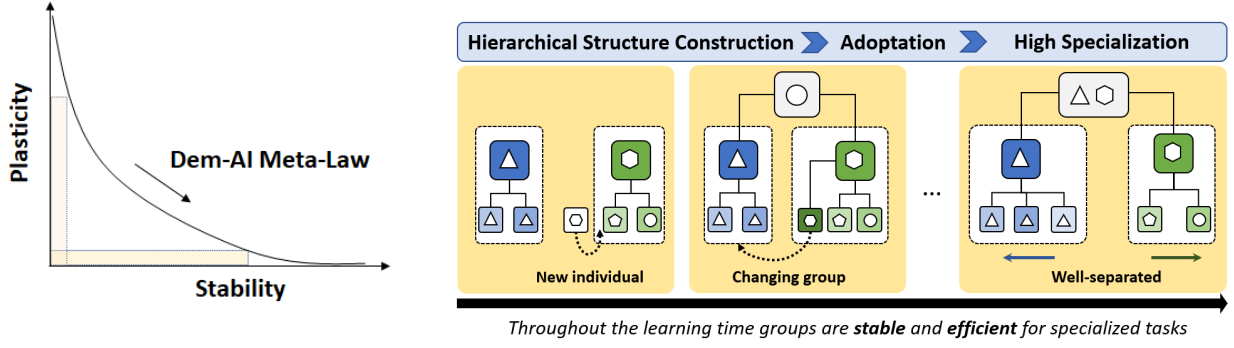 Plasticity
Dem-AI Meta-Law
Stability
Hierarchical Structure Construction
Adoptation
High Specialization
New individual
Changing group
...
Well-separated
Throughout the learning time groups are stable and efficient for specialized tasks